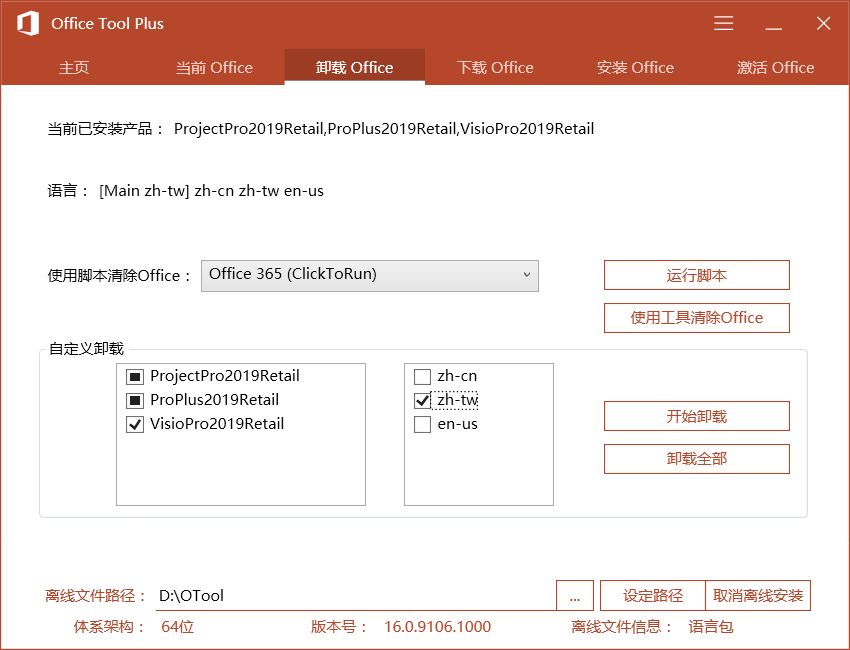 Office Tool Plus
主页 当前 Office 卸载 Office 下载 Office 安装 Office 激活 Office
当前已安装产品： ProjectPro2019Retail,ProPlus2019Retail,VisioPro2019Retail
语言： [Main zh-tw] zh-cn zh-tw en-us
使用脚本清除Office： Office 365 (ClickToRun) 运行脚本
使用工具清除Office
自定义卸载
ProjectPro2019Retail zh-cn
ProPlus2019Retail zh-tw
VisioPro2019Retail en-us
开始卸载
卸载全部
离线文件路径： D:\OTool ... 设定路径 取消离线安装
体系架构： 64位 版本号： 16.0.9106.1000 离线文件信息： 语言包